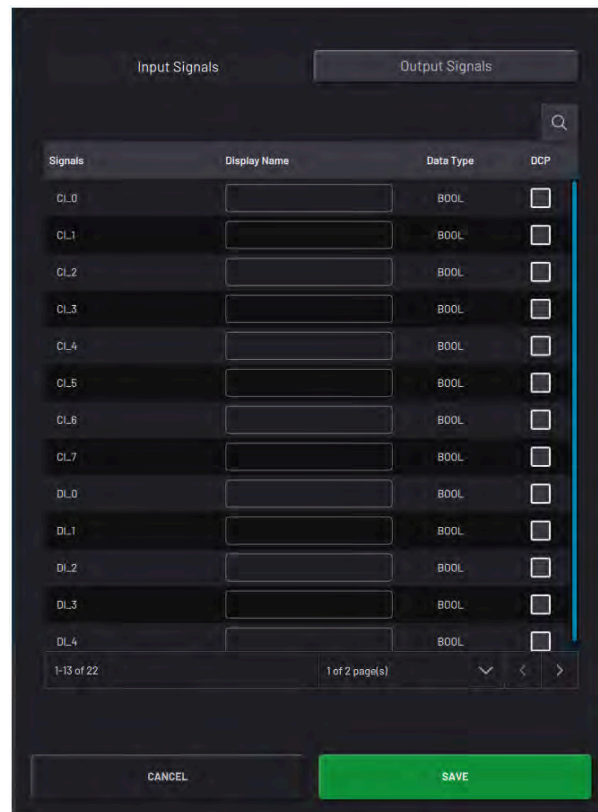 Input Signals Output Signals
Signals Display Name Data Type DCP
CI_0 BOOL
CI_1 BOOL
CI_2 BOOL
CI_3 BOOL
CI_4 BOOL
CI_5 BOOL
CI_6 BOOL
CI_7 BOOL
DI_0 BOOL
DI_1 BOOL
DI_2 BOOL
DI_3 BOOL
DI_4 BOOL
1-13 of 22 1 of 2 page(s)
CANCEL SAVE